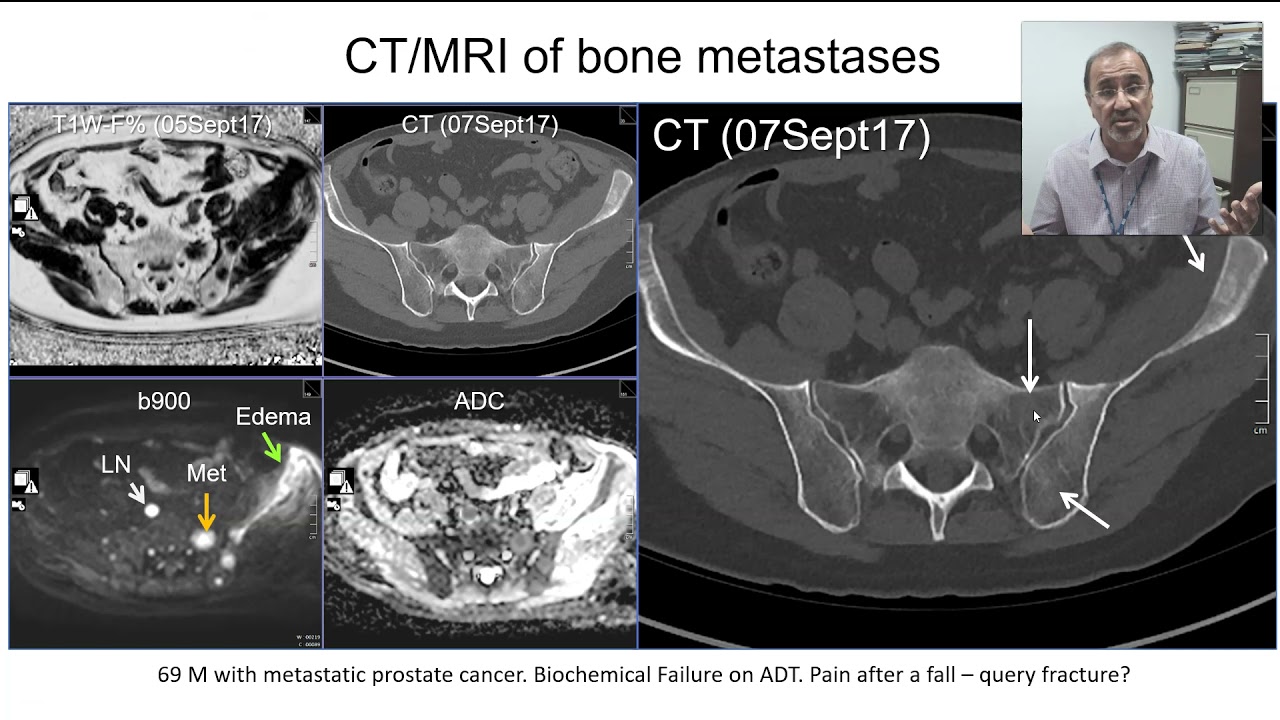 CT/MRI of bone metastases
T1W-F% (05Sept17)
CT (07Sept17)
CT (07Sept17)
cm
b900
Edema
LN
Met
ADC
cm
69 M with metastatic prostate cancer. Biochemical Failure on ADT. Pain after a fall – query fracture?